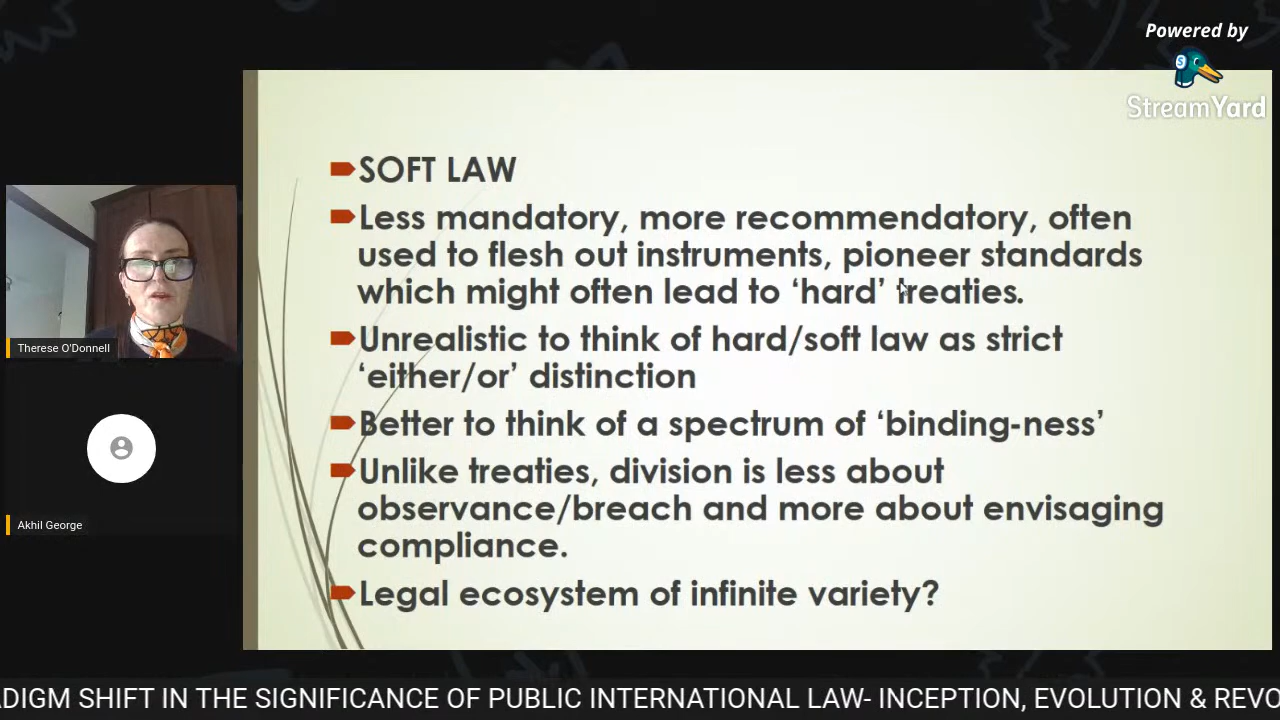 Powered by
StreamYard
SOFT LAW
Less mandatory, more recommendatory, often
used to flesh out instruments, pioneer standards
which might often lead to ‘hard’ treaties.
Unrealistic to think of hard/soft law as strict
‘either/or’ distinction
Better to think of a spectrum of ‘binding-ness’
Unlike treaties, division is less about
observance/breach and more about envisaging
compliance.
Legal ecosystem of infinite variety?
Therese O'Donnell
Akhil George
ADIGM SHIFT IN THE SIGNIFICANCE OF PUBLIC INTERNATIONAL LAW- INCEPTION, EVOLUTION & REVO